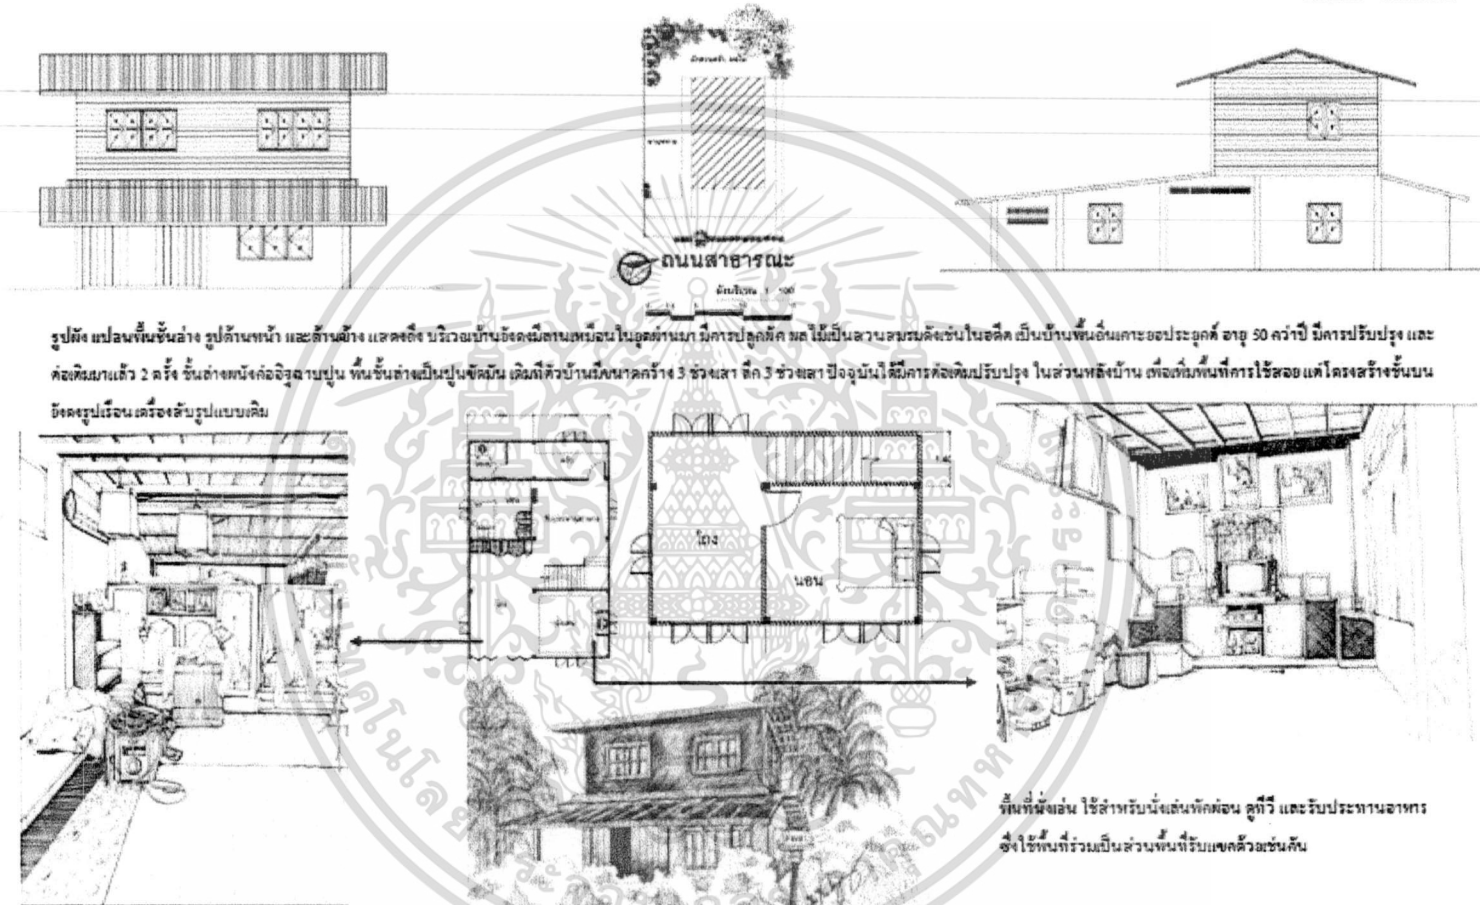 ถนนสาธารณะ
รูปผัง แปลนพื้นชั้นล่าง รูปด้านหน้า และด้านข้าง แสดงถึง บริเวณบ้านยังคงมีลานเหมือนในอดีตผ่านมา มีการปลูกผัก ผลไม้เป็นสวนสมรมดังเช่นในอดีต เป็นบ้านพื้นถิ่นเกาะยอประยุกต์ อายุ 50 กว่าปี มีการปรับปรุง และ
ต่อเติมมาแล้ว 2 ครั้ง ชั้นล่างผนังก่ออิฐฉาบปูน พื้นชั้นล่างเป็นปูนขัดมัน เดิมทีตัวบ้านมีขนาดกว้าง 3 ช่วงเสา ลึก 3 ช่วงเสา ปัจจุบันได้มีการต่อเติมปรับปรุง ในส่วนหลังบ้าน เพื่อเพิ่มพื้นที่การใช้สอย แต่โครงสร้างชั้นบน
ยังคงรูปเรือนเครื่องสับรูปแบบเดิม
โถง
นอน
พื้นที่นั่งเล่น ใช้สำหรับนั่งเล่นพักผ่อน ดูทีวี และรับประทานอาหาร
ซึ่งใช้พื้นที่ร่วมเป็นส่วนพื้นที่รับแขกด้วยเช่นกัน